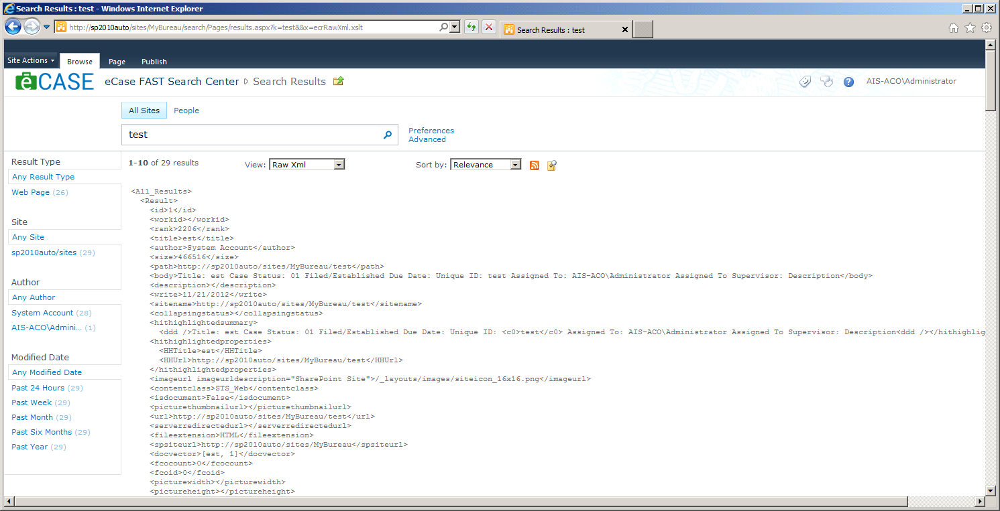 Search Results : test - Windows Internet Explorer
http://sp2010auto/sites/MyBureau/search/Pages/results.aspx?k=test&&x=ecrRawXml.xslt
Search Results : test
Site Actions
Browse
Page
Publish
ēCASE
eCase FAST Search Center
Search Results
AIS-ACO\Administrator
All Sites
People
test
Preferences
Advanced
Result Type
Any Result Type
Web Page (26)
Site
Any Site
sp2010auto/sites (29)
Author
Any Author
System Account (28)
AIS-ACO\Admini... (1)
Modified Date
Any Modified Date
Past 24 Hours (29)
Past Week (29)
Past Month (29)
Past Six Months (29)
Past Year (29)
1-10 of 29 results
View: Raw Xml
Sort by: Relevance
<All_Results>
<Result>
<id>1</id>
<workid></workid>
<rank>2206</rank>
<title>est</title>
<author>System Account</author>
<size>466516</size>
<path>http://sp2010auto/sites/MyBureau/test</path>
<body>Title: est Case Status: 01 Filed/Established Due Date: Unique ID: test Assigned To: AIS-ACO\Administrator Assigned To Supervisor: Description</body>
<description></description>
<write>11/21/2012</write>
<sitename>http://sp2010auto/sites/MyBureau/test</sitename>
<collapsingstatus></collapsingstatus>
<hithighlightedsummary>
<ddd />Title: est Case Status: 01 Filed/Established Due Date: Unique ID: <c0>test</c0> Assigned To: AIS-ACO\Administrator Assigned To Supervisor: Description<ddd /></hithighlig
<hithighlightedproperties>
<HHTitle>est</HHTitle>
<HHUrl>http://sp2010auto/sites/MyBureau/test</HHUrl>
</hithighlightedproperties>
<imageurl imageurldescription="SharePoint Site">/_layouts/images/siteicon_16x16.png</imageurl>
<contentclass>STS_Web</contentclass>
<isdocument>False</isdocument>
<picturethumbnailurl></picturethumbnailurl>
<url>http://sp2010auto/sites/MyBureau/test</url>
<serverredirectedurl></serverredirectedurl>
<fileextension>HTML</fileextension>
<spsiteurl>http://sp2010auto/sites/MyBureau</spsiteurl>
<docvector>[est, 1]</docvector>
<fcocount>0</fcocount>
<fcoid>0</fcoid>
<picturewidth></picturewidth>
<pictureheight></pictureheight>